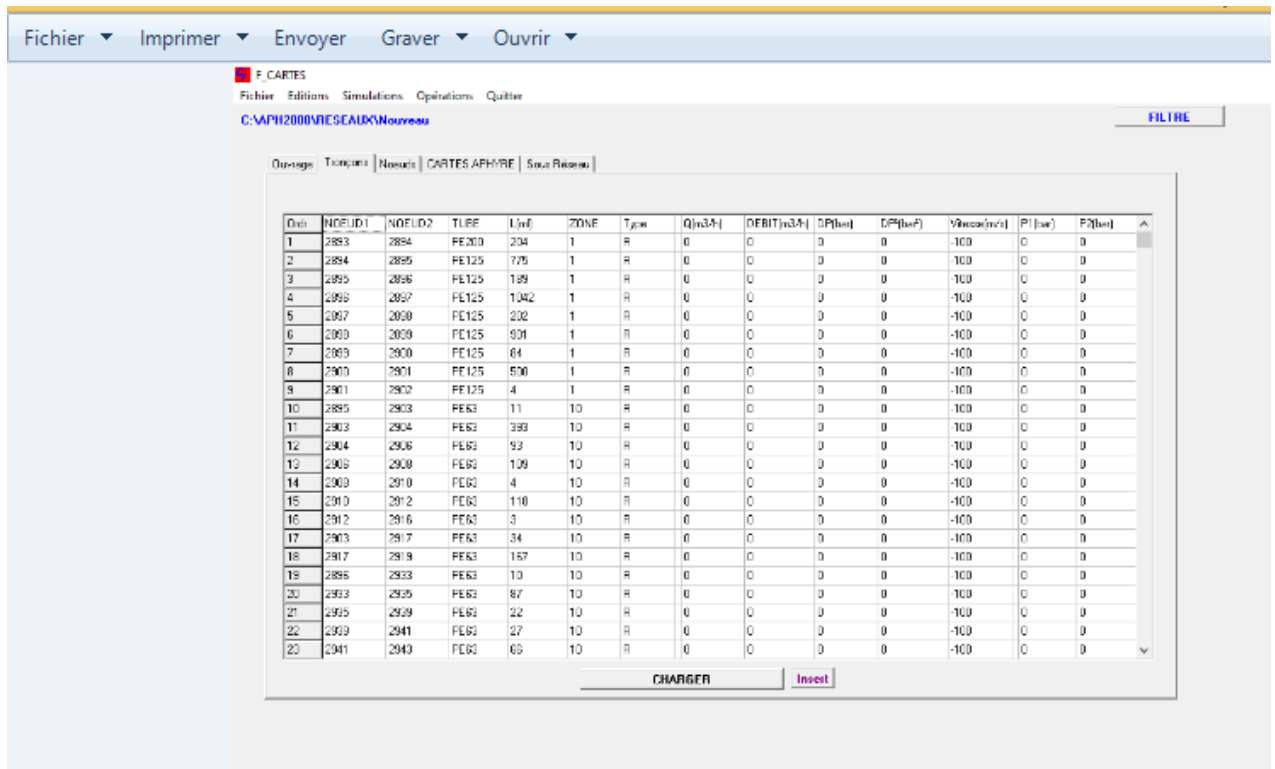 Fichier Imprimer Envoyer Graver Ouvrir
F_CARTES
Fichier Editions Simulations Opérations Quitter
C:\APH2000\RESEAUX\Nouveau FILTRE
Ouvrage Tronçons Noeuds CARTES APHYRE Sous Réseau
Ordr NOEUD1 NOEUD2 TUBE L(ml) ZONE Type Q(m3/h) DEBIT(m3/h) DP(bar) DP²(bar²) Vitesse(m/s) P1(bar) P2(bar)
1 2893 2894 PE200 204 1 R 0 0 0 0 -100 0 0
2 2894 2895 PE125 775 1 R 0 0 0 0 -100 0 0
3 2895 2896 PE125 189 1 R 0 0 0 0 -100 0 0
4 2896 2897 PE125 1042 1 R 0 0 0 0 -100 0 0
5 2897 2898 PE125 202 1 R 0 0 0 0 -100 0 0
6 2898 2899 PE125 901 1 R 0 0 0 0 -100 0 0
7 2899 2900 PE125 84 1 R 0 0 0 0 -100 0 0
8 2900 2901 PE125 500 1 R 0 0 0 0 -100 0 0
9 2901 2902 PE125 4 1 R 0 0 0 0 -100 0 0
10 2895 2903 PE63 11 10 R 0 0 0 0 -100 0 0
11 2903 2904 PE63 393 10 R 0 0 0 0 -100 0 0
12 2904 2906 PE63 93 10 R 0 0 0 0 -100 0 0
13 2906 2908 PE63 109 10 R 0 0 0 0 -100 0 0
14 2910 PE63 4 10 R 0 0 0 0 -100 0 0
15 2910 2912 PE63 118 10 R 0 0 0 0 -100 0 0
16 2912 2916 PE63 3 10 R 0 0 0 0 -100 0 0
17 2903 2917 PE63 34 10 R 0 0 0 0 -100 0 0
18 2917 2919 PE63 167 10 R 0 0 0 0 -100 0 0
19 2896 2933 PE63 10 10 R 0 0 0 0 -100 0 0
20 2933 2935 PE63 87 10 R 0 0 0 0 -100 0 0
21 2935 2939 PE63 22 10 R 0 0 0 0 -100 0 0
22 2939 2941 PE63 27 10 R 0 0 0 0 -100 0 0
23 2941 2943 PE63 66 10 R 0 0 0 0 -100 0 0
CHARGER Insert